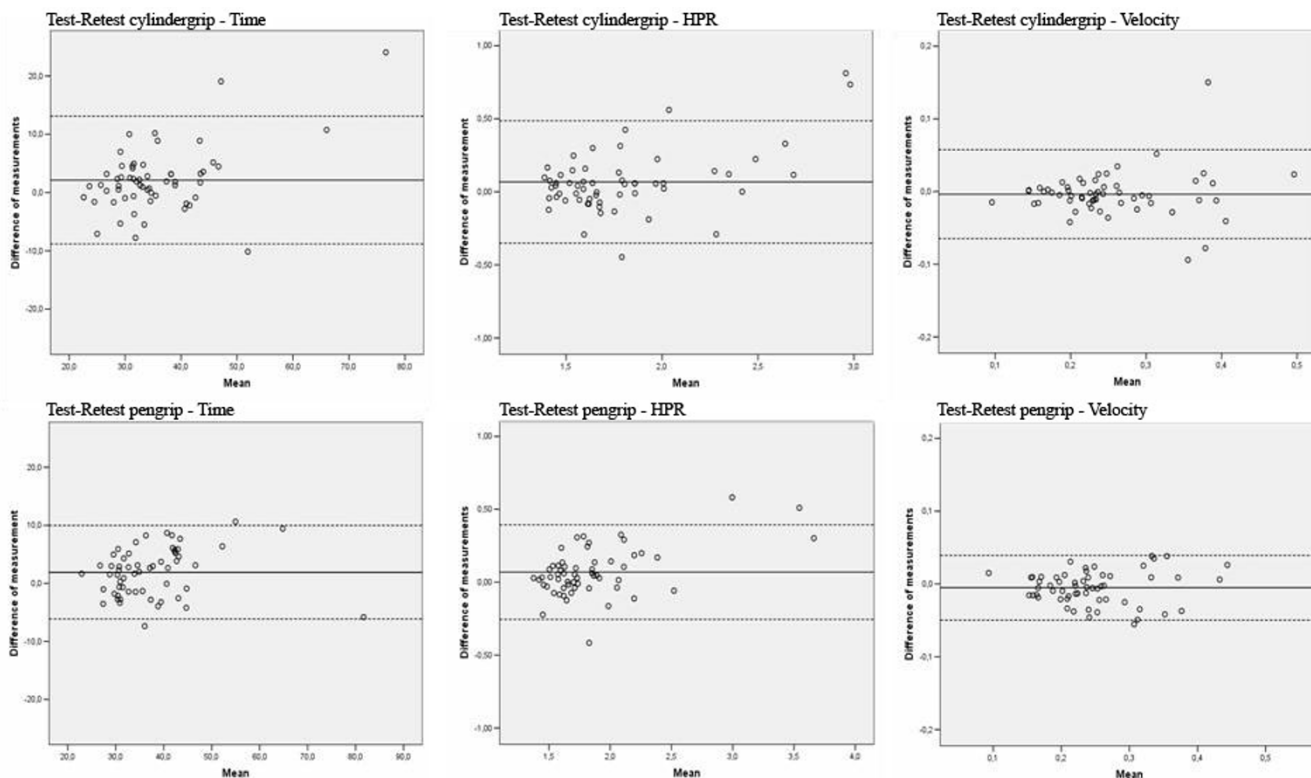 Test-Retest cylindergrip - Time
Difference of measurements
20,0
10,0
0,0
-10,0
-20,0
20,0 30,0 40,0 50,0 60,0 70,0 80,0
Mean
Test-Retest cylindergrip - HPR
Difference of measurements
1,00
0,50
0,00
-0,50
-1,00
1,5 2,0 2,5 3,0
Mean
Test-Retest cylindergrip - Velocity
Difference of measurements
0,2
0,1
0,0
-0,1
-0,2
0,1 0,2 0,3 0,4 0,5
Mean
Test-Retest pengrip - Time
Difference of measurements
20,0
10,0
0,0
-10,0
-20,0
20,0 30,0 40,0 50,0 60,0 70,0 80,0 90,0
Mean
Test-Retest pengrip - HPR
Difference of measurements
1,00
0,50
0,00
-0,50
-1,00
1,5 2,0 2,5 3,0 3,5 4,0
Mean
Test-Retest pengrip - Velocity
Difference of measurements
0,2
0,1
0,0
-0,1
-0,2
0,1 0,2 0,3 0,4 0,5
Mean